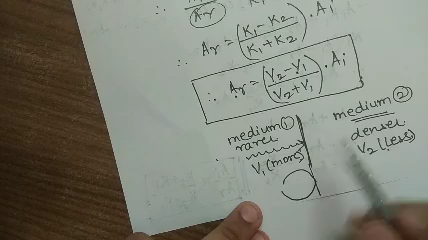 ∴ Ar = (K1 - K2 / K1 + K2) . Ai
∴ Ar = (V2 - V1 / V2 + V1) . Ai
medium ①
rarer
V1 (more)
medium ②
denser
V2 (less)